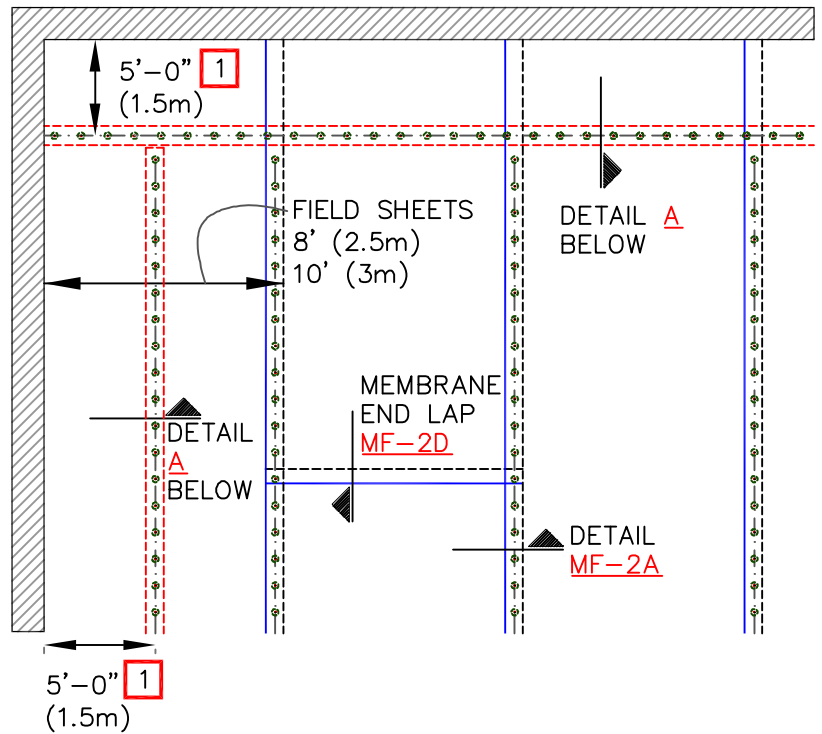 5'-0" 1
(1.5m)
FIELD SHEETS
8' (2.5m)
10' (3m)
DETAIL A
BELOW
MEMBRANE
END LAP
MF-2D
DETAIL
A
BELOW
DETAIL
MF-2A
5'-0" 1
(1.5m)